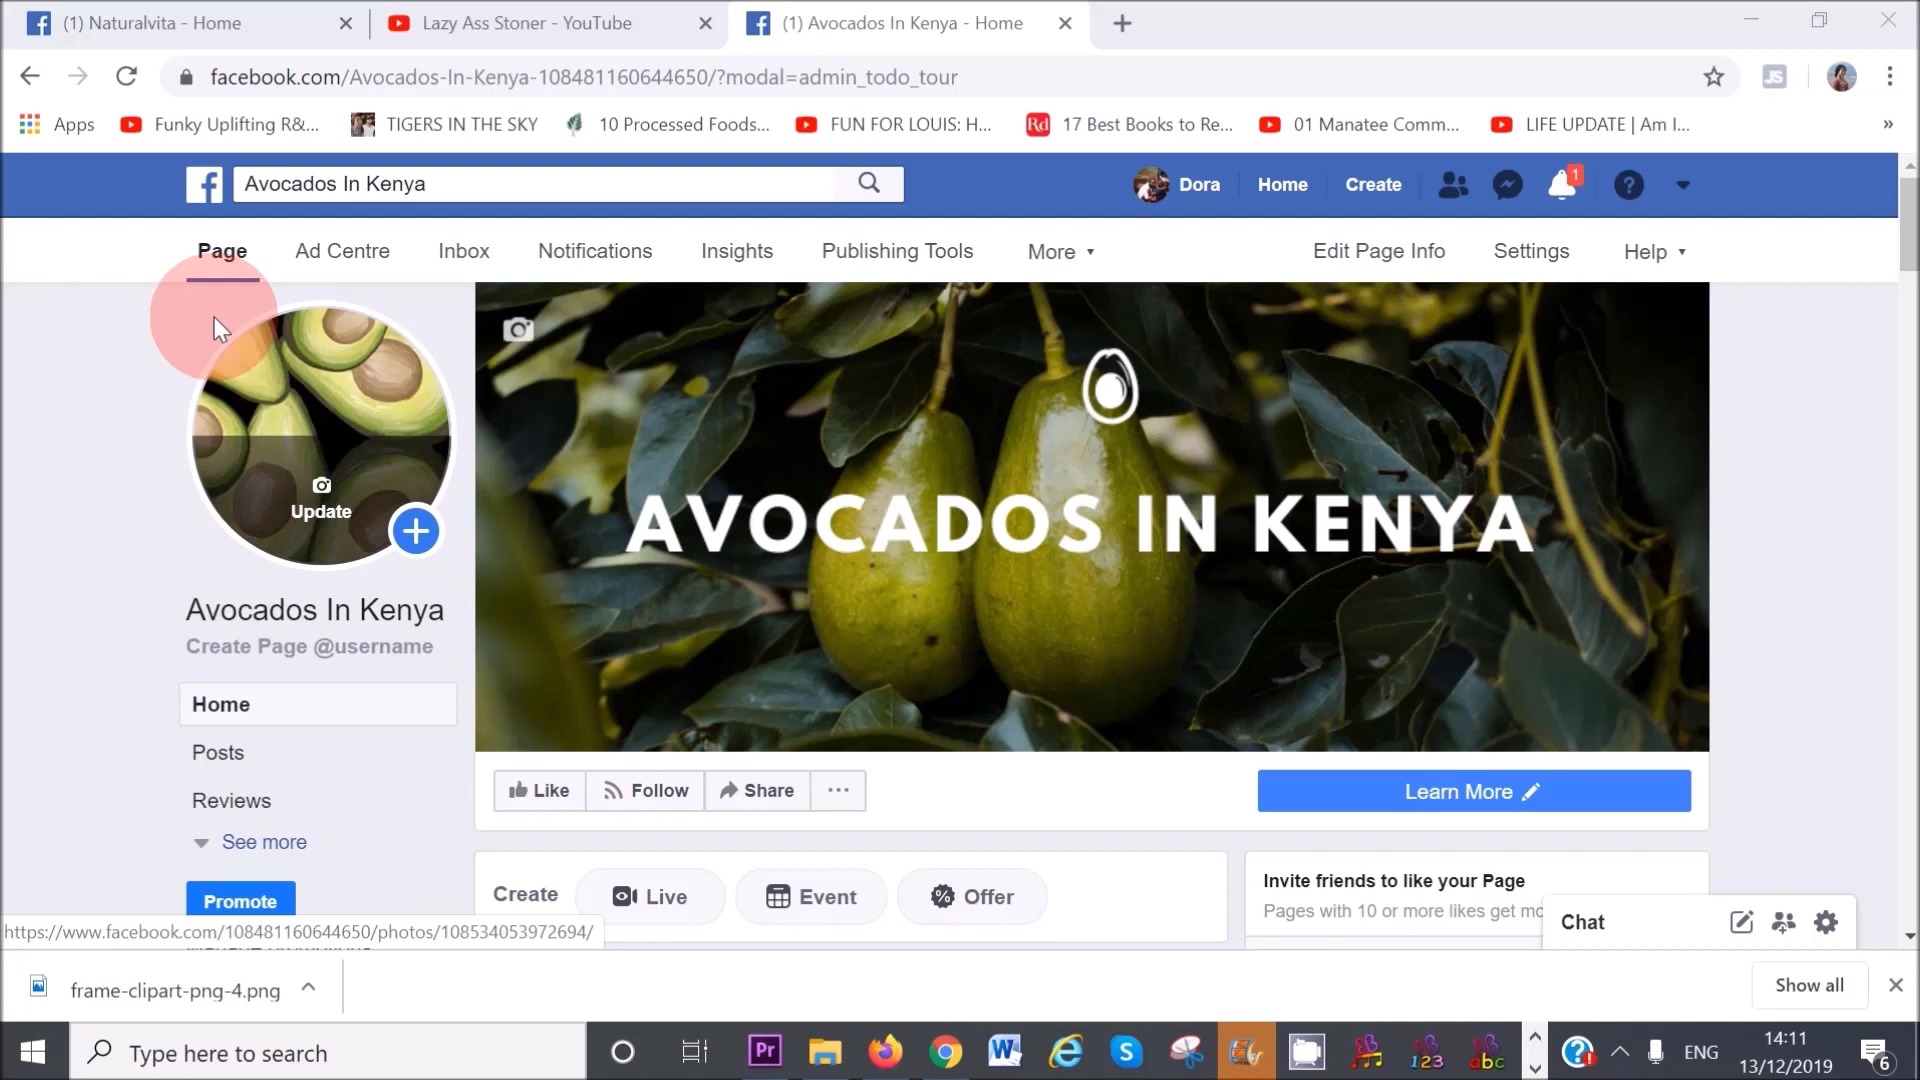 (1) Naturalvita - Home
Lazy Ass Stoner - YouTube
(1) Avocados In Kenya - Home
facebook.com/Avocados-In-Kenya-108481160644650/?modal=admin_todo_tour
JS
Apps
Funky Uplifting R&...
TIGERS IN THE SKY
10 Processed Foods...
FUN FOR LOUIS: H...
Rd
17 Best Books to Re...
01 Manatee Comm...
LIFE UPDATE | Am I...
»
Avocados In Kenya
Dora
Home
Create
1
Page
Ad Centre
Inbox
Notifications
Insights
Publishing Tools
More
Edit Page Info
Settings
Help
AVOCADOS IN KENYA
Update
Avocados In Kenya
Create Page @username
Home
Posts
Reviews
See more
Promote
Like
Follow
Share
...
Learn More
Create
Live
Event
Offer
Invite friends to like your Page
Pages with 10 or more likes get mo
Chat
https://www.facebook.com/108481160644650/photos/108534053972694/
frame-clipart-png-4.png
Show all
Type here to search
Pr
W
S
123
abc
ENG
14:11
13/12/2019
6